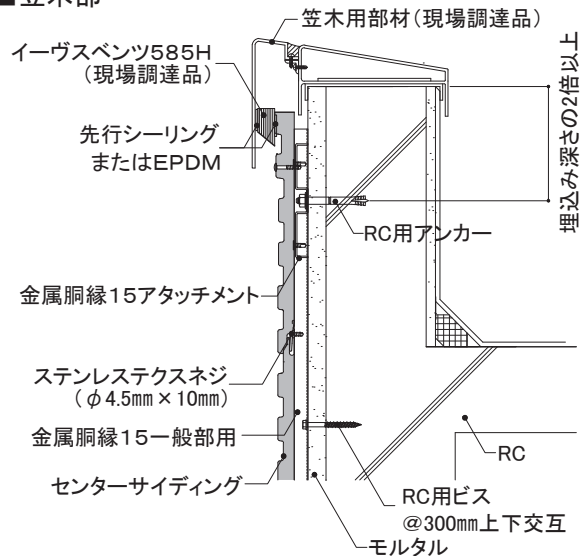 ■笠木部
笠木用部材(現場調達品)
イーヴスベンツ585H
(現場調達品)
先行シーリング
またはEPDM
埋込み深さの2倍以上
RC用アンカー
金属胴縁15アタッチメント
ステンレステクスネジ
(φ4.5mm×10mm)
金属胴縁15一般部用
センターサイディング
RC
RC用ビス
@300mm上下交互
モルタル